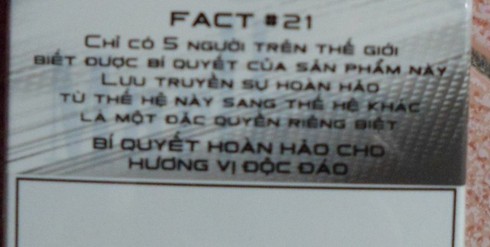 FACT #21
CHỈ CÓ 5 NGƯỜI TRÊN THẾ GIỚI
BIẾT ĐƯỢC BÍ QUYẾT CỦA SẢN PHẨM NÀY
LƯU TRUYỀN SỰ HOÀN HẢO
TỪ THẾ HỆ NÀY SANG THẾ HỆ KHÁC
LÀ MỘT ĐẶC QUYỀN RIÊNG BIỆT
BÍ QUYẾT HOÀN HẢO CHO
HƯƠNG VỊ ĐỘC ĐÁO